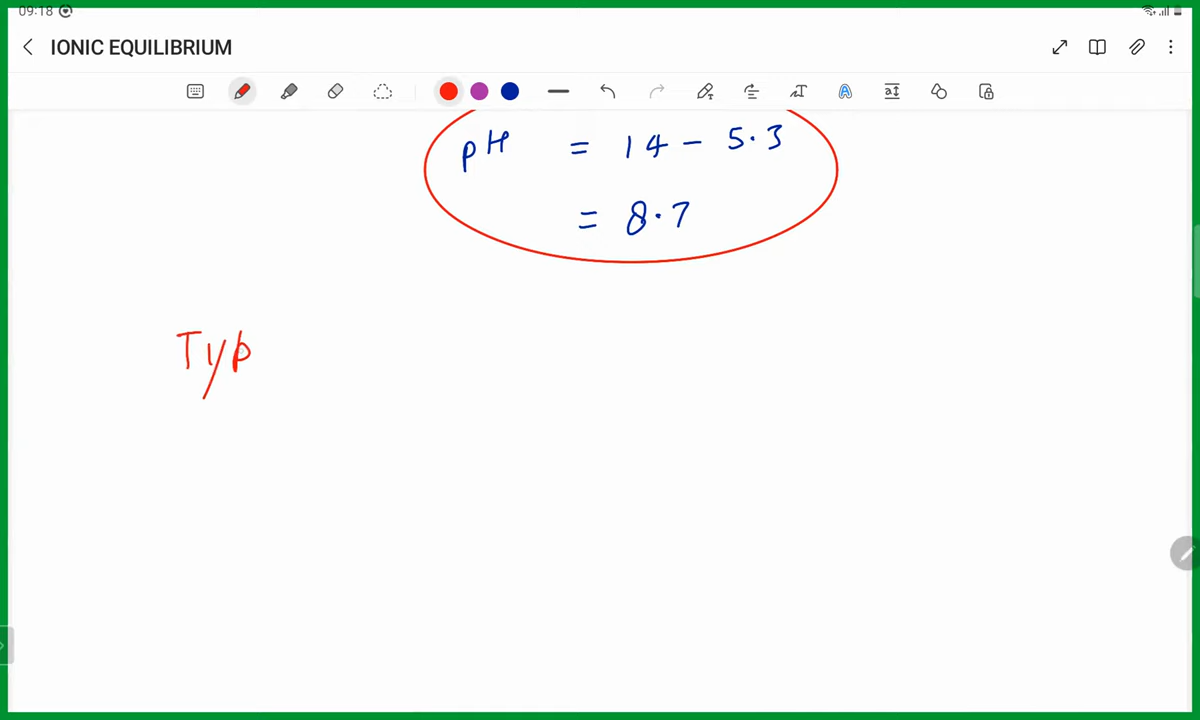 09:18
IONIC EQUILIBRIUM
pH = 14 - 5.3
= 8.7
Typ